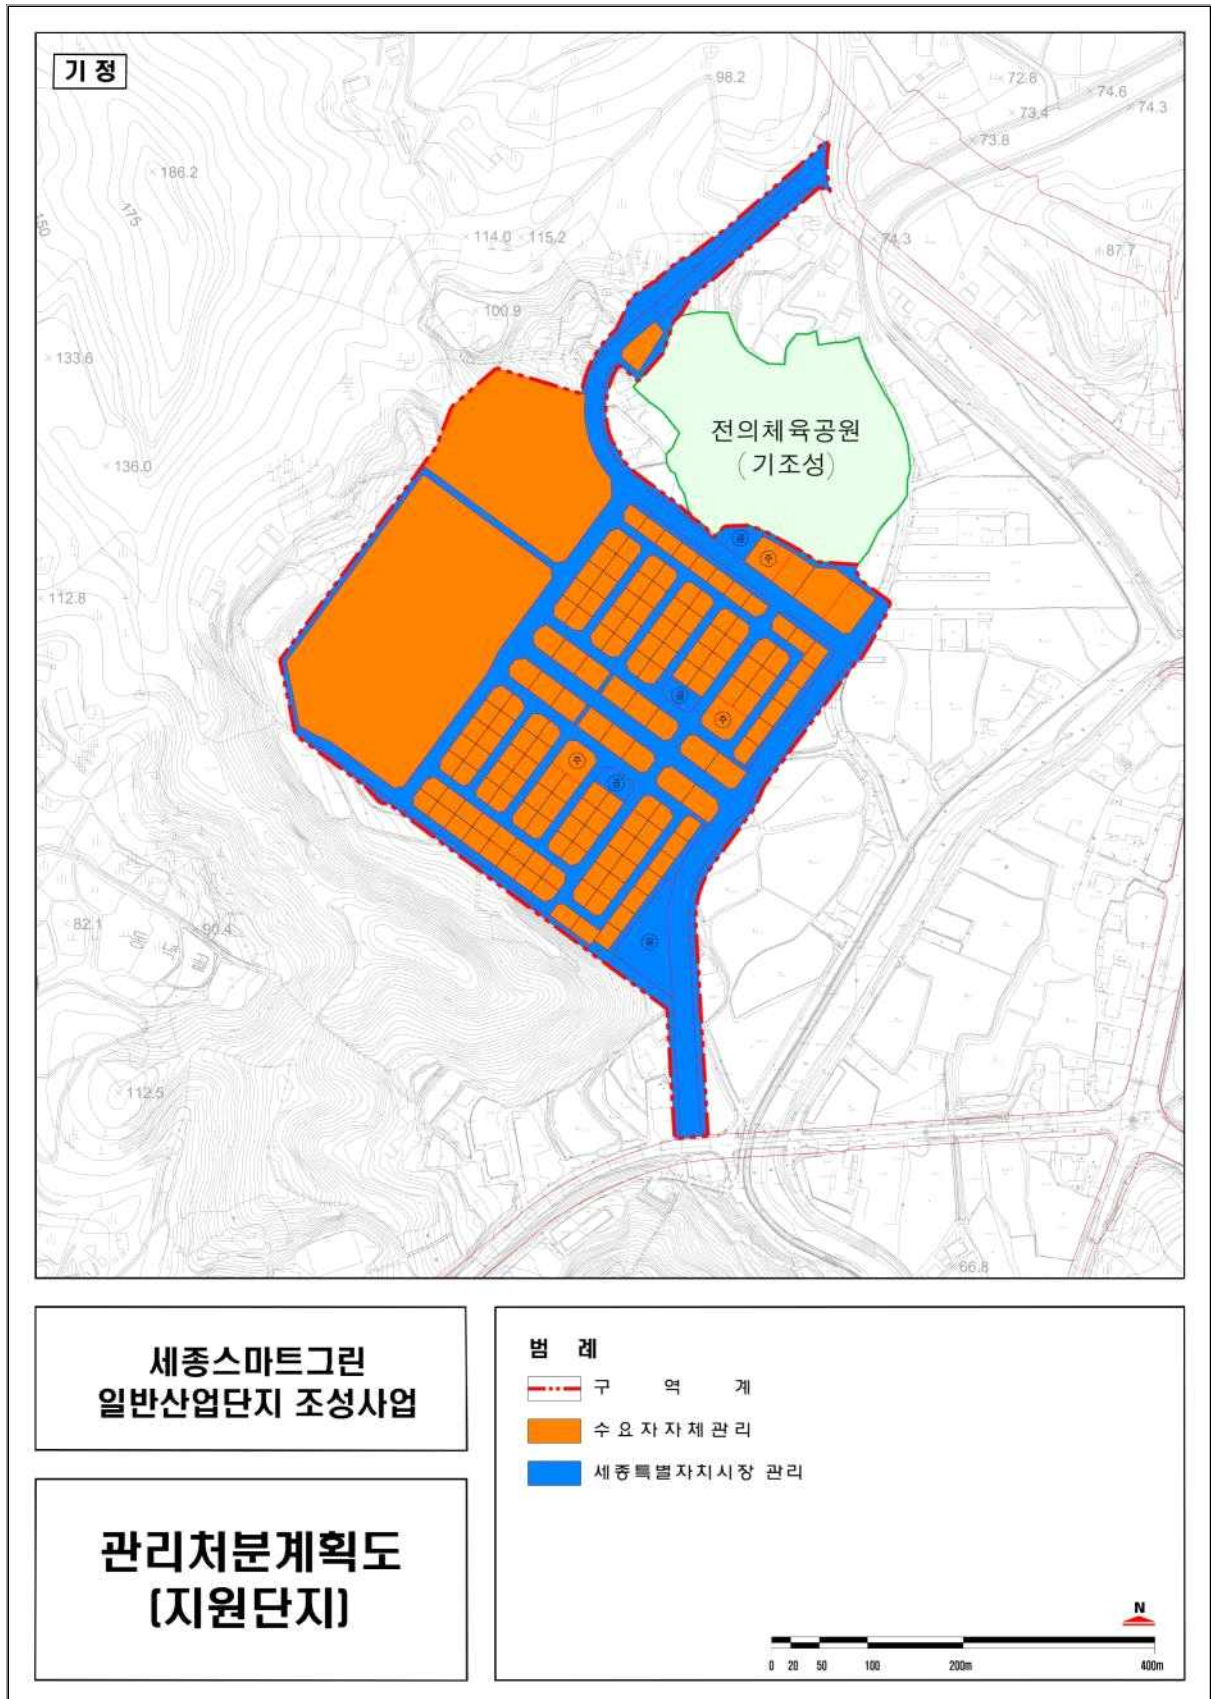 기 정
98.2
72.8
74.6
73.4
74.3
73.8
186.2
175
150
114.0
115.2
74.3
87.7
100.9
133.6
전의체육공원
(기조성)
136.0
공
주
112.8
공
주
주
82.1
90.4
112.5
66.8
세종스마트그린
일반산업단지 조성사업
관리처분계획도
(지원단지)
범 례
구 역 계
수요자자체관리
세종특별자치시장 관리
N
0 20 50 100 200m 400m